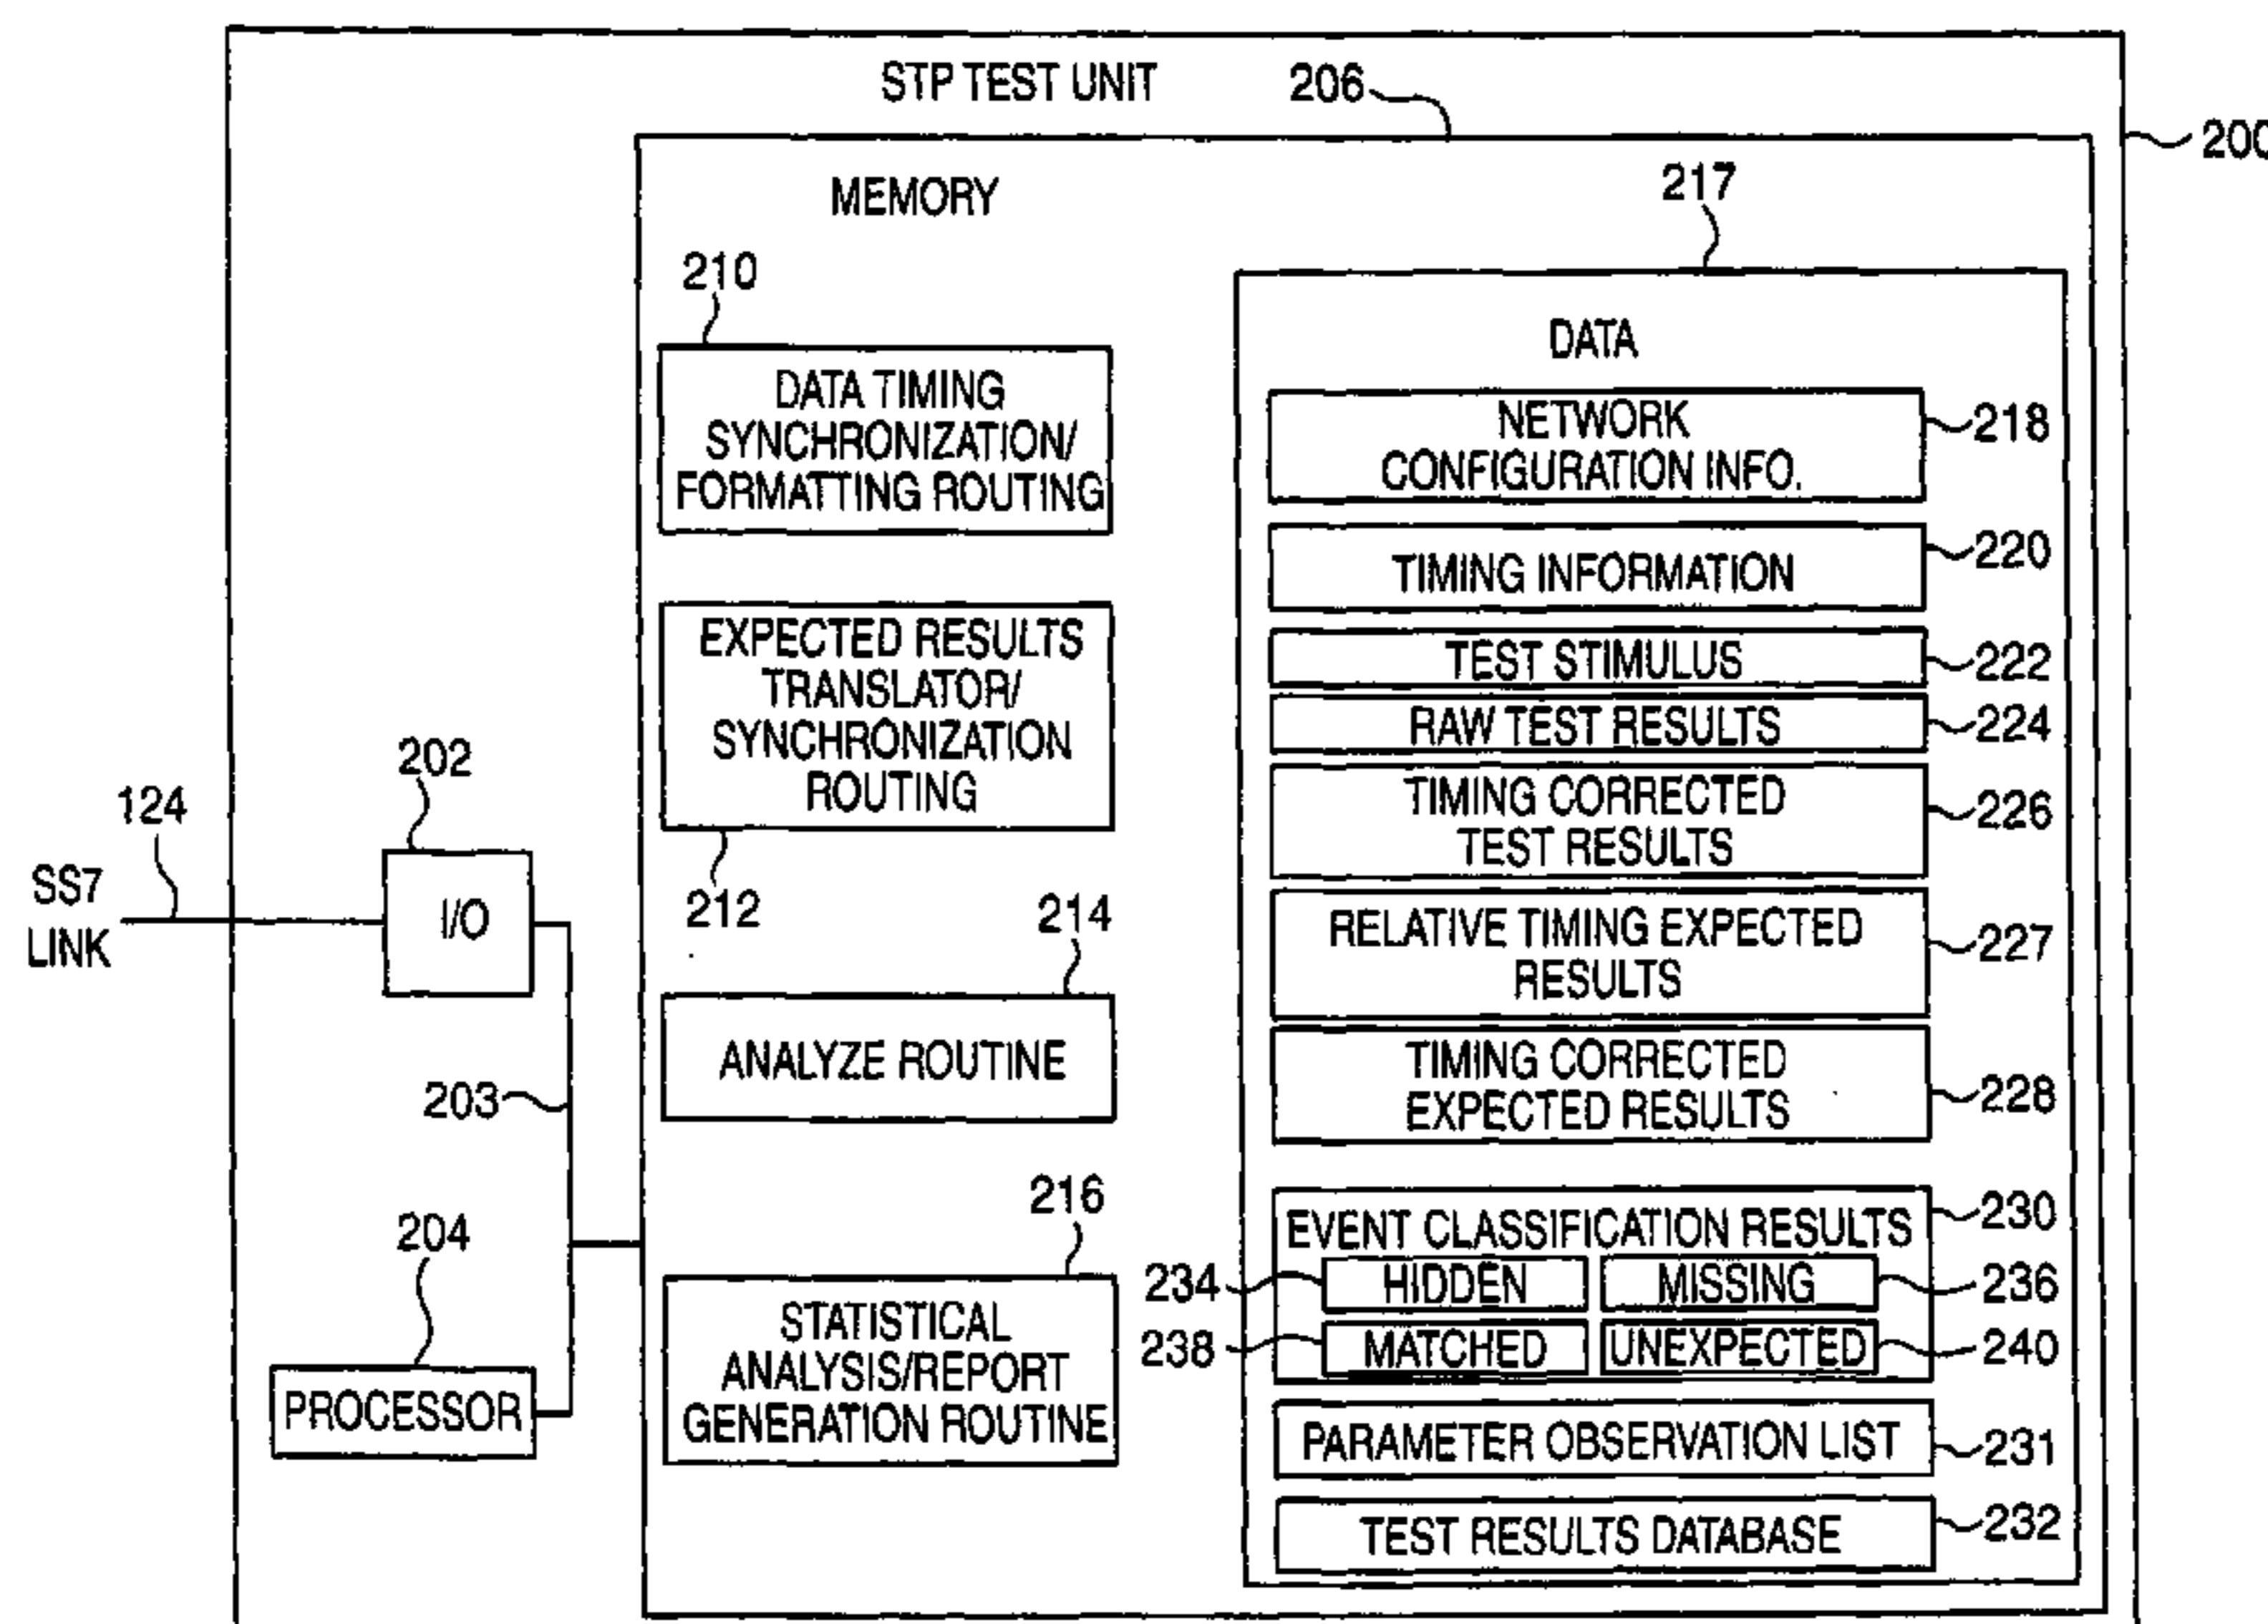 STP TEST UNIT
206
200
MEMORY
217
210
DATA
DATA TIMING
SYNCHRONIZATION/
FORMATTING ROUTING
NETWORK
CONFIGURATION INFO.
218
TIMING INFORMATION
220
EXPECTED RESULTS
TRANSLATOR/
SYNCHRONIZATION
ROUTING
212
TEST STIMULUS
222
RAW TEST RESULTS
224
TIMING CORRECTED
TEST RESULTS
226
124
SS7
LINK
202
I/O
203
204
PROCESSOR
RELATIVE TIMING EXPECTED
RESULTS
227
214
ANALYZE ROUTINE
TIMING CORRECTED
EXPECTED RESULTS
228
216
STATISTICAL
ANALYSIS/REPORT
GENERATION ROUTINE
EVENT CLASSIFICATION RESULTS
230
234
HIDDEN
MISSING
236
238
MATCHED
UNEXPECTED
240
PARAMETER OBSERVATION LIST
231
TEST RESULTS DATABASE
232